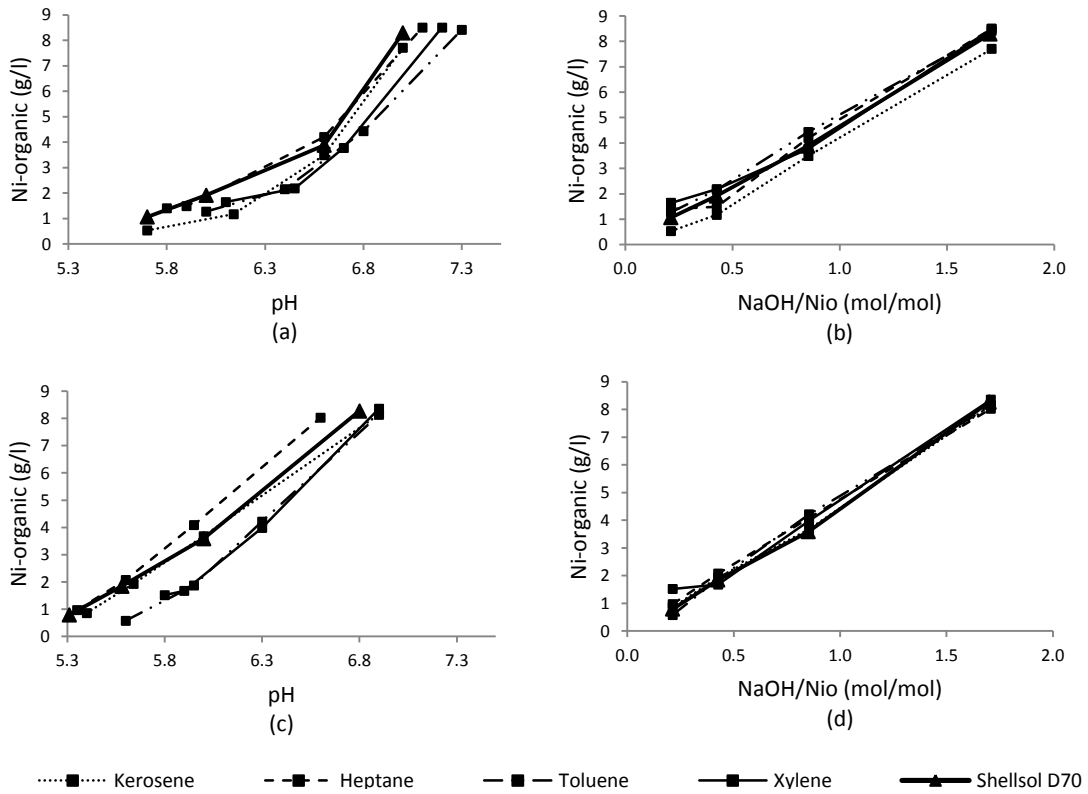 9
8
7
6
5
4
3
2
1
0
Ni-organic (g/l)
5.3 5.8 6.3 6.8 7.3
pH
(a)
9
8
7
6
5
4
3
2
1
0
Ni-organic (g/l)
0.0 0.5 1.0 1.5 2.0
NaOH/Nio (mol/mol)
(b)
9
8
7
6
5
4
3
2
1
0
Ni-organic (g/l)
5.3 5.8 6.3 6.8 7.3
pH
(c)
9
8
7
6
5
4
3
2
1
0
Ni-organic (g/l)
0.0 0.5 1.0 1.5 2.0
NaOH/Nio (mol/mol)
(d)
Kerosene Heptane Toluene Xylene Shellsol D70